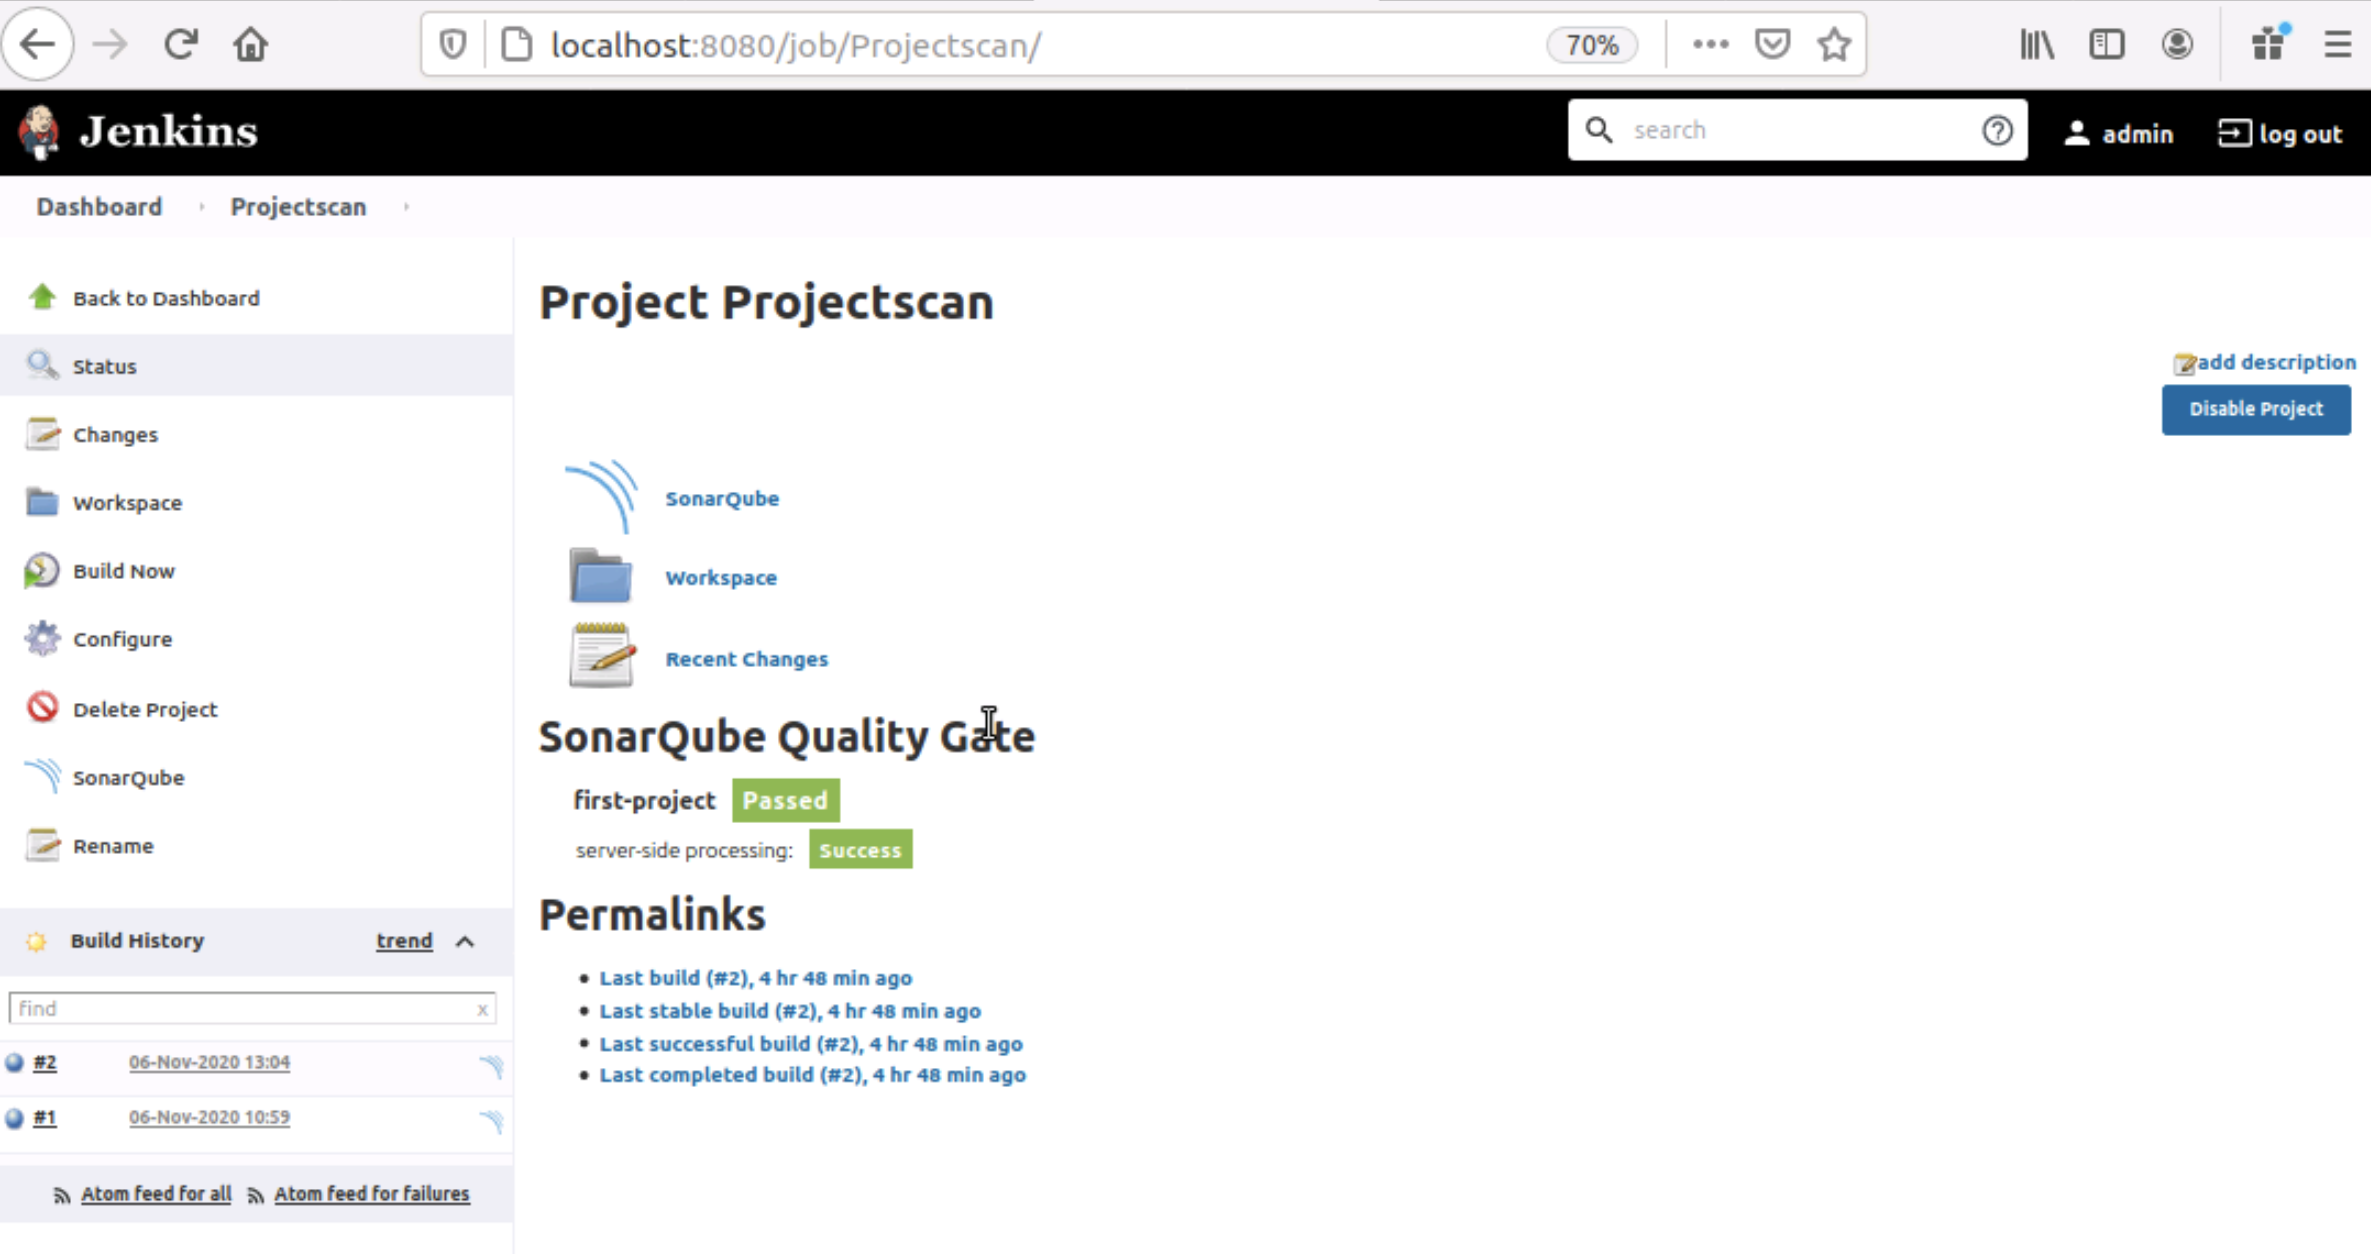 localhost:8080/job/Projectscan/ 70%
Jenkins search admin log out
Dashboard Projectscan
Back to Dashboard
Status
Changes
Workspace
Build Now
Configure
Delete Project
SonarQube
Rename
Build History trend
find x
#2 06-Nov-2020 13:04
#1 06-Nov-2020 10:59
Atom feed for all Atom feed for failures
Project Projectscan
add description
Disable Project
SonarQube
Workspace
Recent Changes
SonarQube Quality Gate
first-project Passed
server-side processing: Success
Permalinks
• Last build (#2), 4 hr 48 min ago
• Last stable build (#2), 4 hr 48 min ago
• Last successful build (#2), 4 hr 48 min ago
• Last completed build (#2), 4 hr 48 min ago